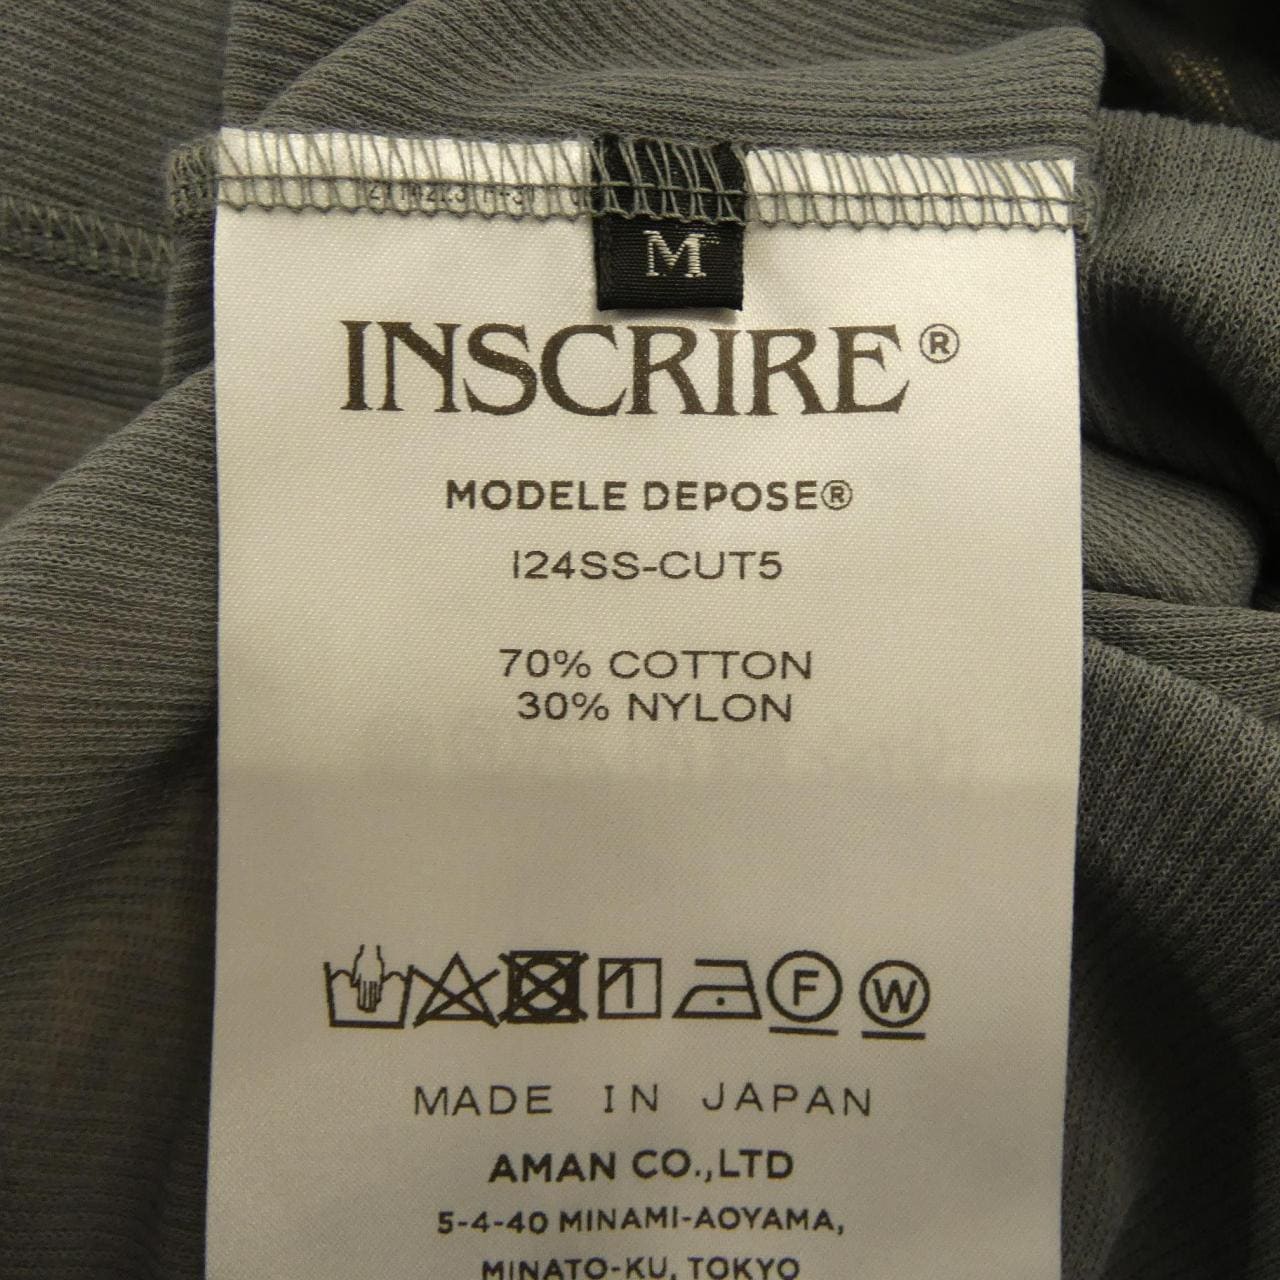 M
INSCRIRE®
MODELE DEPOSE®
I24SS-CUT5
70% COTTON
30% NYLON
F W
MADE IN JAPAN
AMAN CO.,LTD
5-4-40 MINAMI-AOYAMA,
MINATO-KU, TOKYO